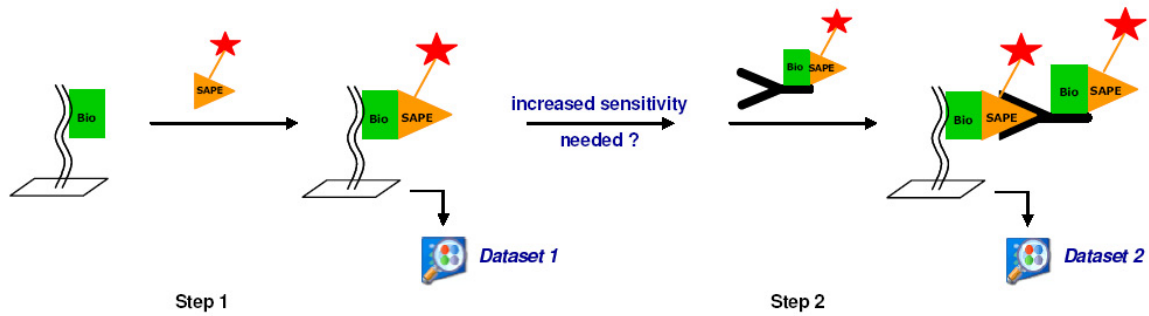 Bio
SAPE
Bio SAPE
increased sensitivity
needed ?
Bio SAPE
Bio SAPE
Bio SAPE
Dataset 1
Dataset 2
Step 1
Step 2